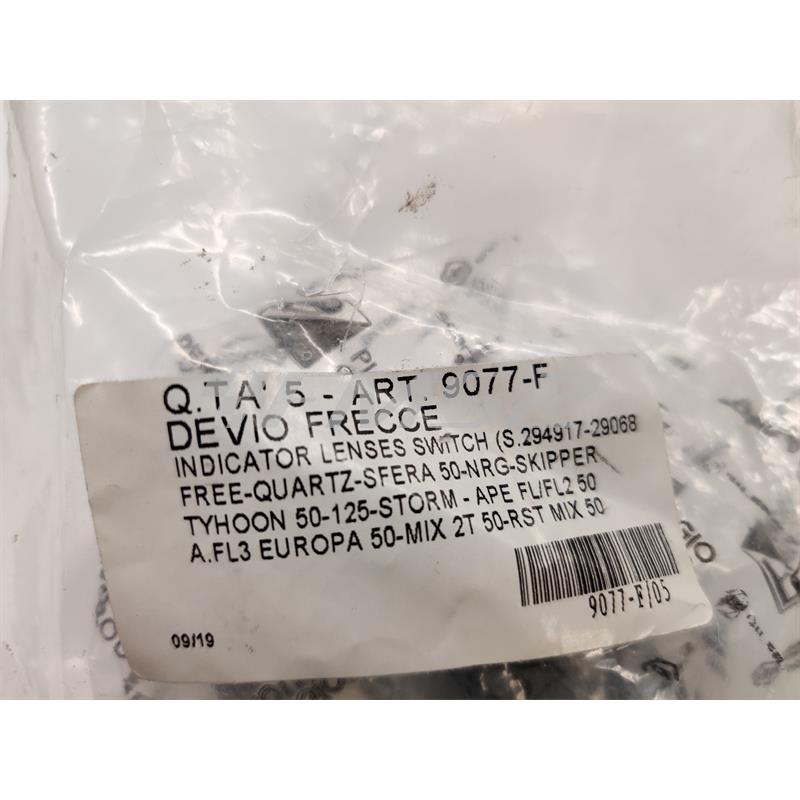 Q.TA' 5 - ART. 9077-F
DEVIO FRECCE
INDICATOR LENSES SWITCH (S.294917-29068
FREE-QUARTZ-SFERA 50-NRG-SKIPPER
TYHOON 50-125-STORM - APE FL/FL2 50
A.FL3 EUROPA 50-MIX 2T 50-RST MIX 50
9077-F/05
09/19